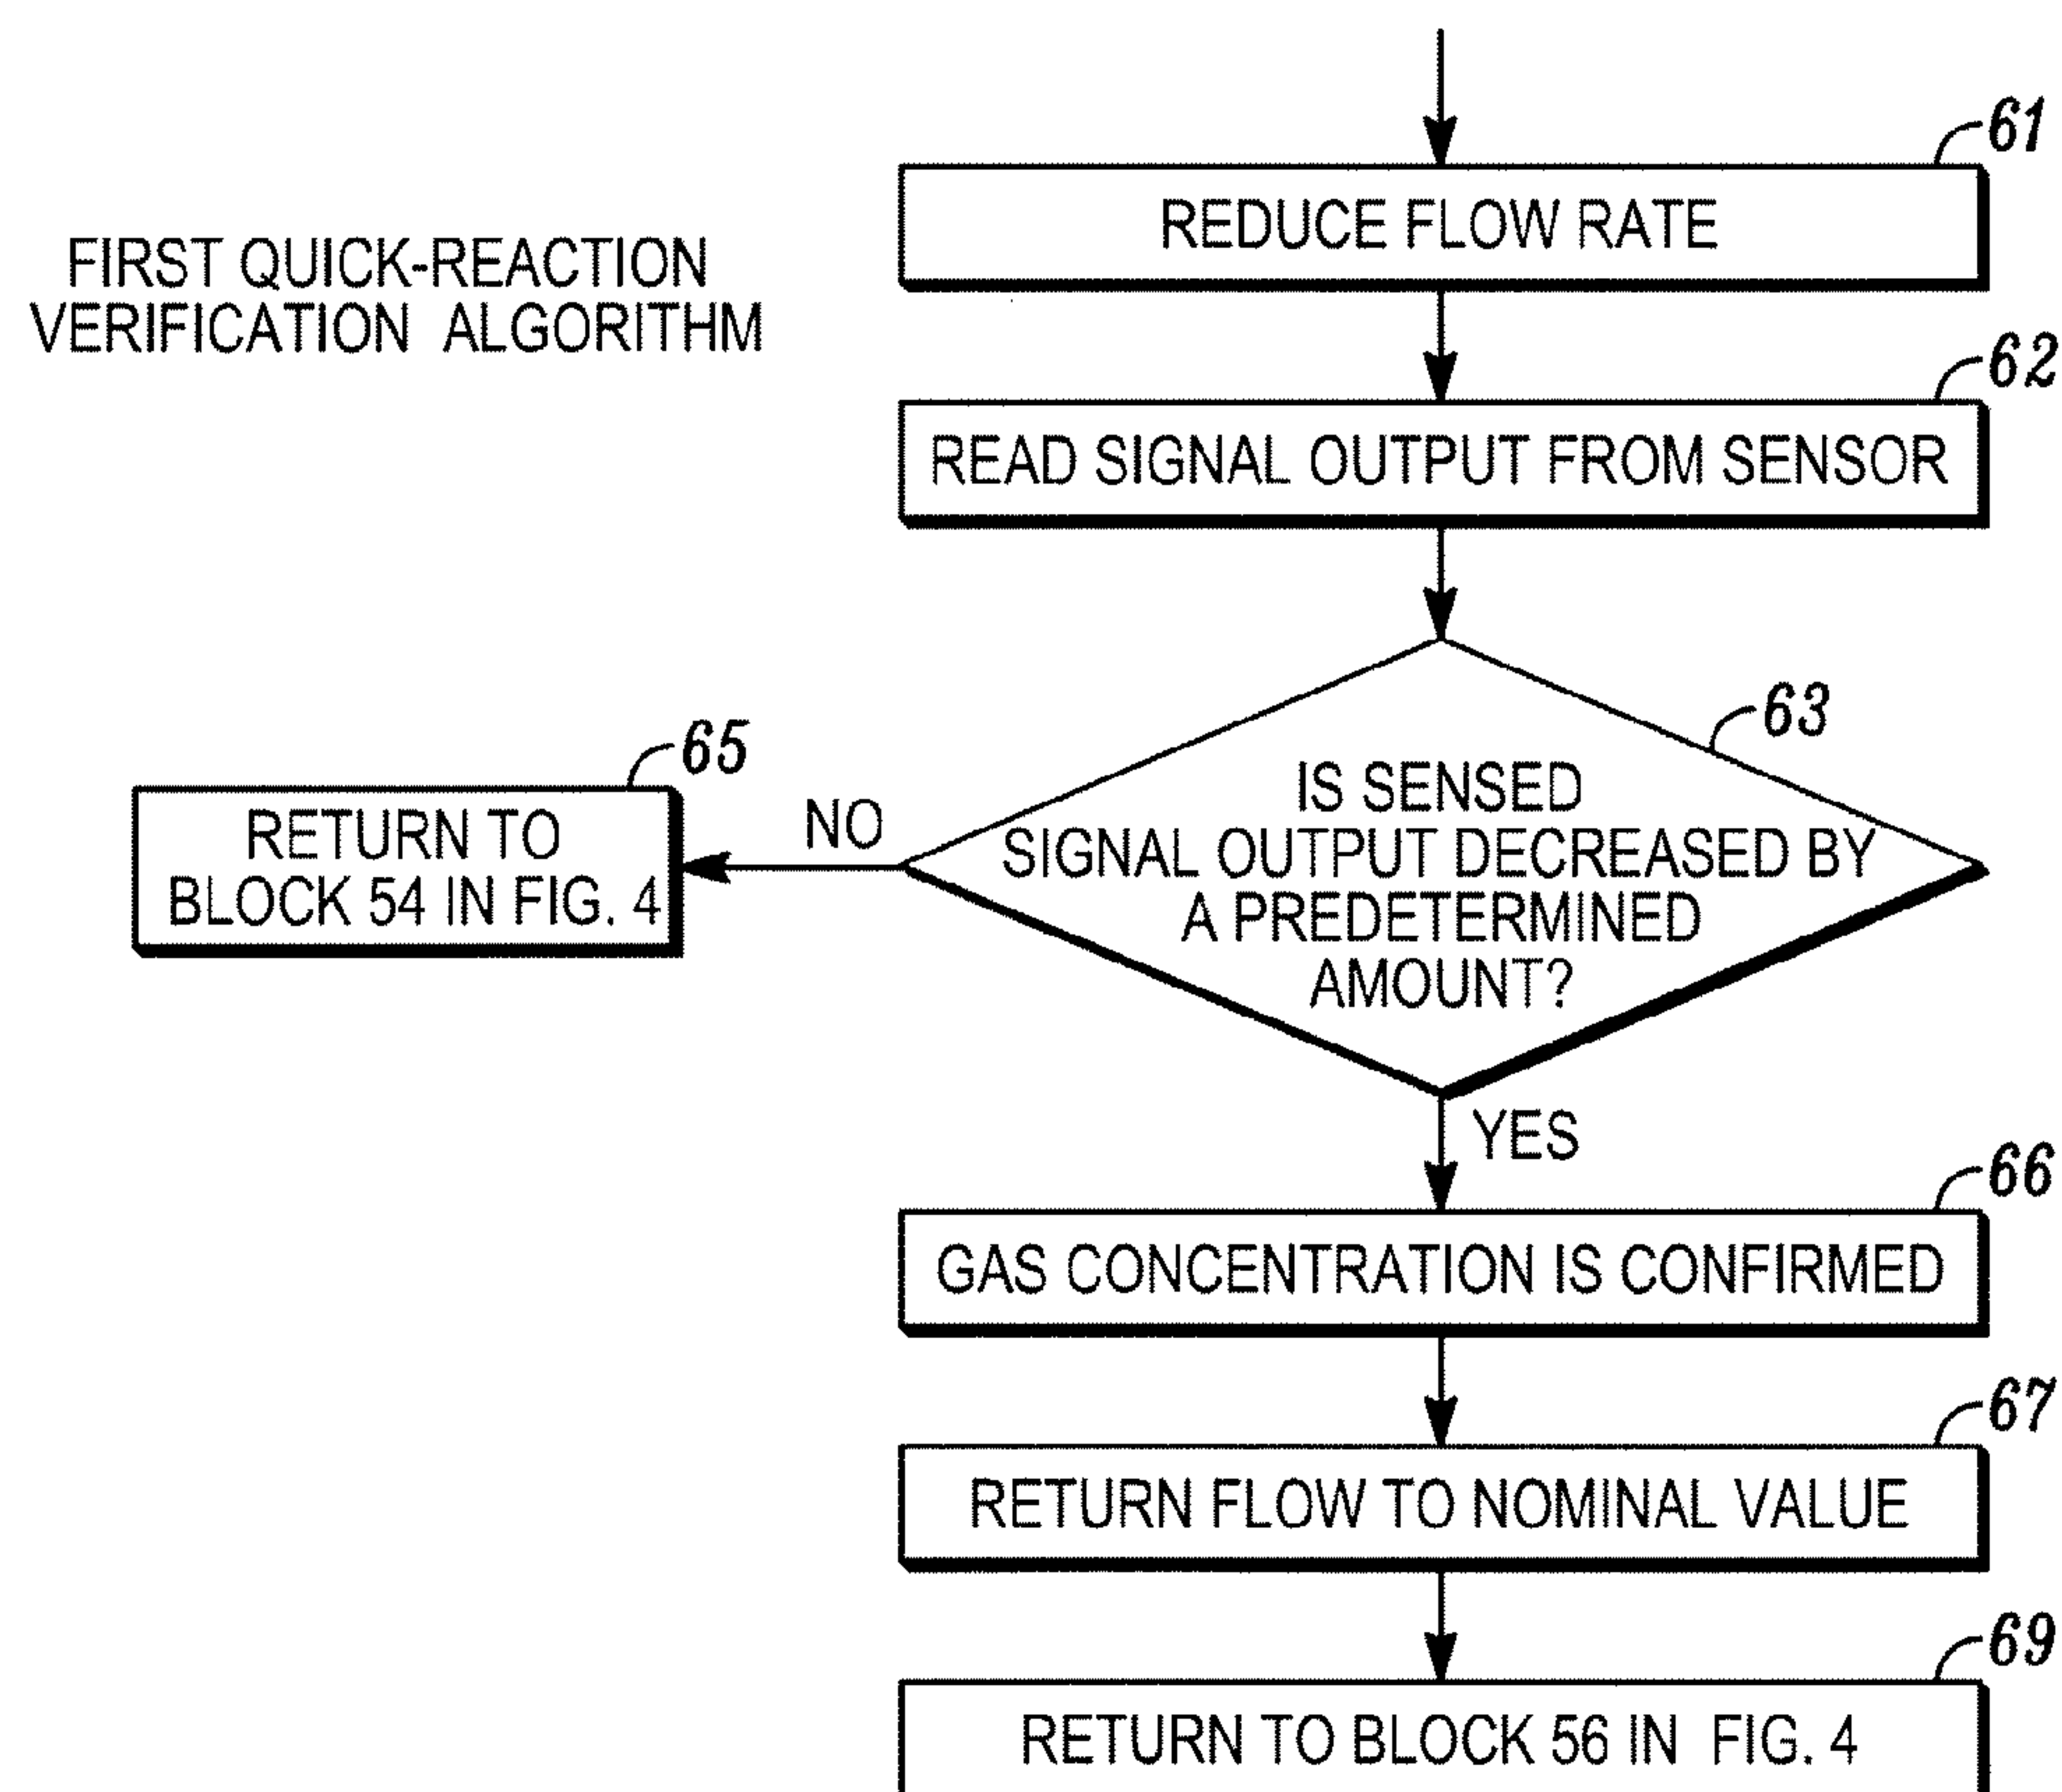 61
REDUCE FLOW RATE
FIRST QUICK-REACTION
VERIFICATION ALGORITHM
62
READ SIGNAL OUTPUT FROM SENSOR
63
IS SENSED
SIGNAL OUTPUT DECREASED BY
A PREDETERMINED
AMOUNT?
NO
65
RETURN TO
BLOCK 54 IN FIG. 4
YES
66
GAS CONCENTRATION IS CONFIRMED
67
RETURN FLOW TO NOMINAL VALUE
69
RETURN TO BLOCK 56 IN FIG. 4